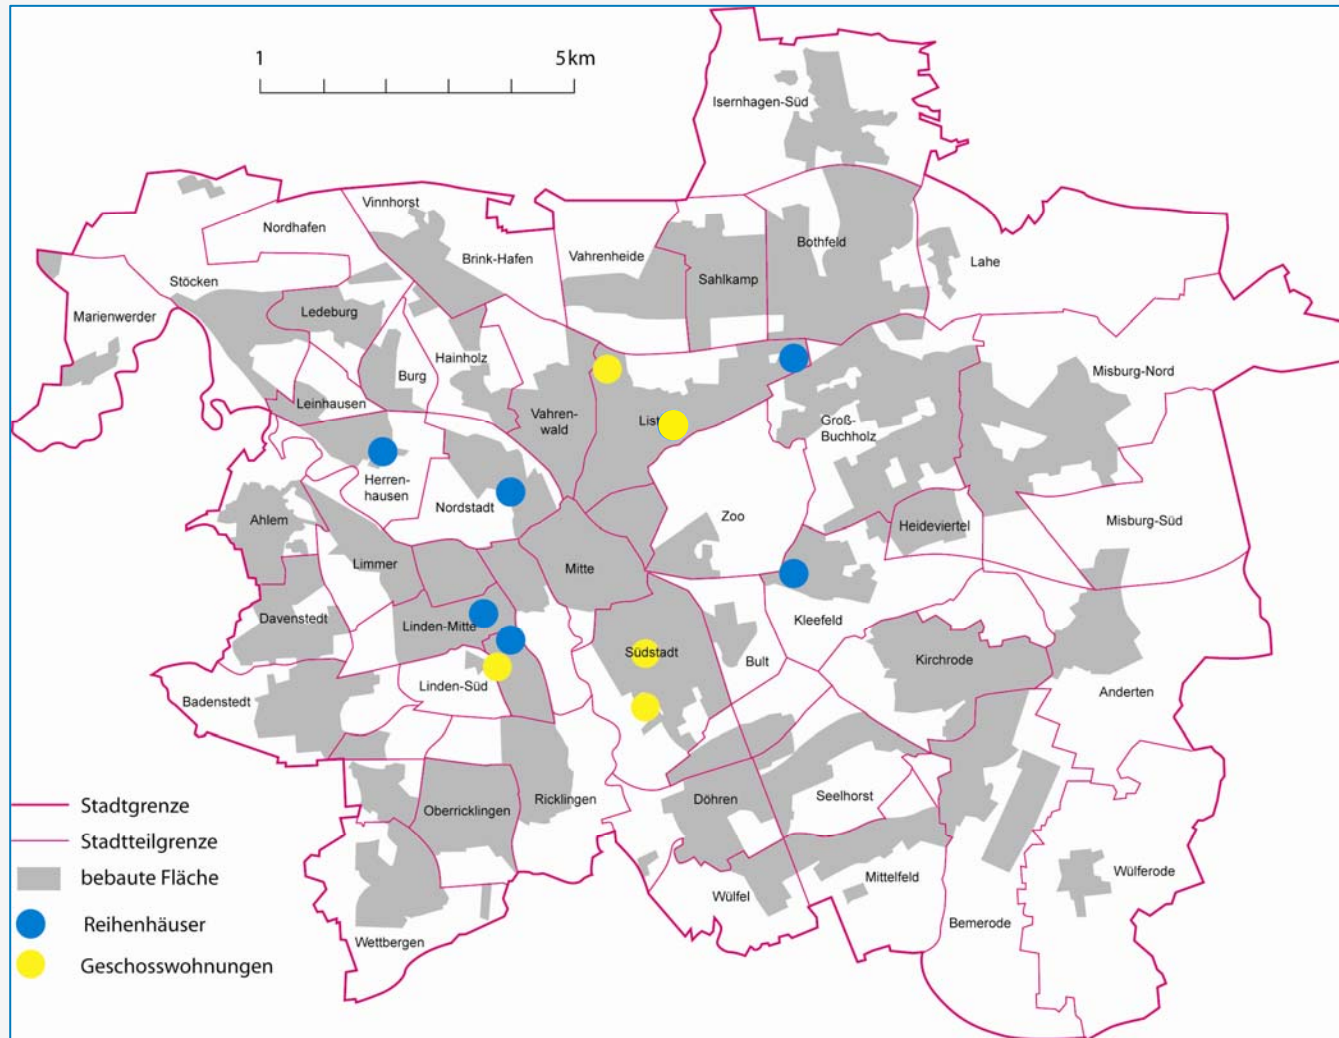 1
5 km
Isernhagen-Süd
Vinnhorst
Nordhafen
Brink-Hafen
Vahrenheide
Bothfeld
Lahe
Stöcken
Sahlkamp
Marienwerder
Ledeburg
Hainholz
Burg
Misburg-Nord
Leinhausen
Vahren-
wald
List
Groß-
Buchholz
Herren-
hausen
Nordstadt
Zoo
Ahlem
Heideviertel
Misburg-Süd
Limmer
Mitte
Davenstedt
Linden-Mitte
Kleefeld
Südstadt
Bult
Kirchrode
Linden-Süd
Badenstedt
Anderten
Oberricklingen
Ricklingen
Döhren
Seelhorst
Mittelfeld
Wülferode
Wülfel
Bemerode
Wettbergen
Stadtgrenze
Stadtteilgrenze
bebaute Fläche
Reihenhäuser
Geschosswohnungen